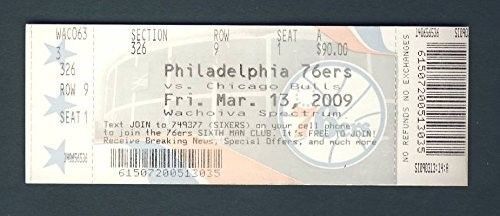 WAC063
3
326
ROW 9
SEAT 1
SECTION ROW SEAT A
326 9 1 $90.00
Philadelphia 76ers
vs. Chicago Bulls
Fri. Mar. 13, 2009
Wachoiva Spectrum
Text JOIN to 749377 (SIXERS) on your cell phone
to join the 76ers SIXTH MAN CLUB. It's FREE TO JOIN!
Receive Breaking News, Special Offers, and much more
61507200513035
61507200513035
NO REFUNDS NO EXCHANGES